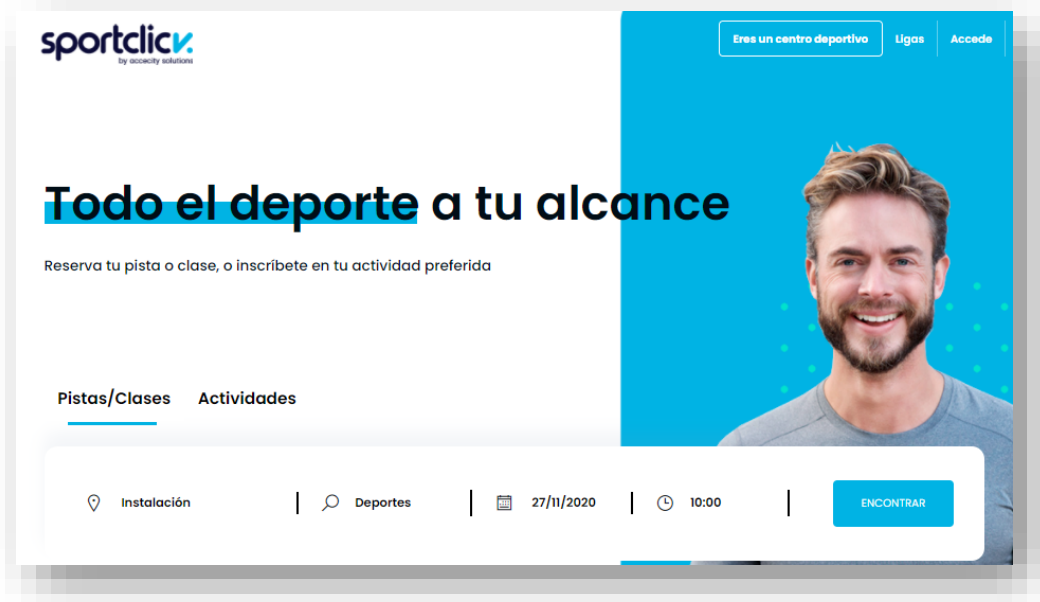 sportclick.
by accecity solutions
Eres un centro deportivo
Ligas
Accede
Todo el deporte a tu alcance
Reserva tu pista o clase, o inscríbete en tu actividad preferida
Pistas/Clases
Actividades
Instalación
Deportes
27/11/2020
10:00
ENCONTRAR